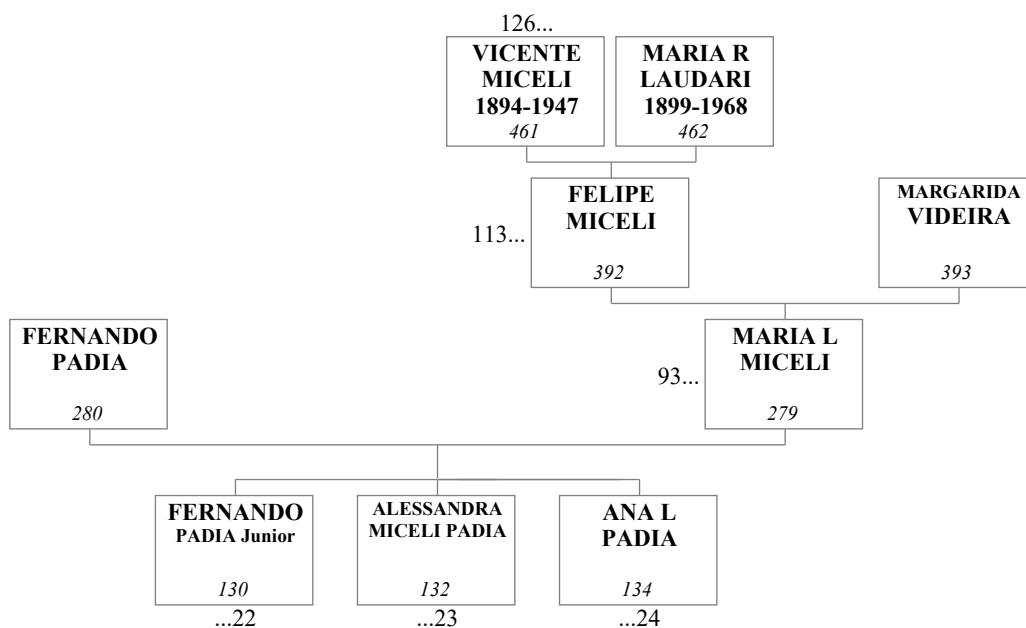 126...
VICENTE
MICELI
1894-1947
461
MARIA R
LAUDARI
1899-1968
462
113...
FELIPE
MICELI
392
MARGARIDA
VIDEIRA
393
FERNANDO
PADIA
280
93...
MARIA L
MICELI
279
FERNANDO
PADIA Junior
130
...22
ALESSANDRA
MICELI PADIA
132
...23
ANA L
PADIA
134
...24